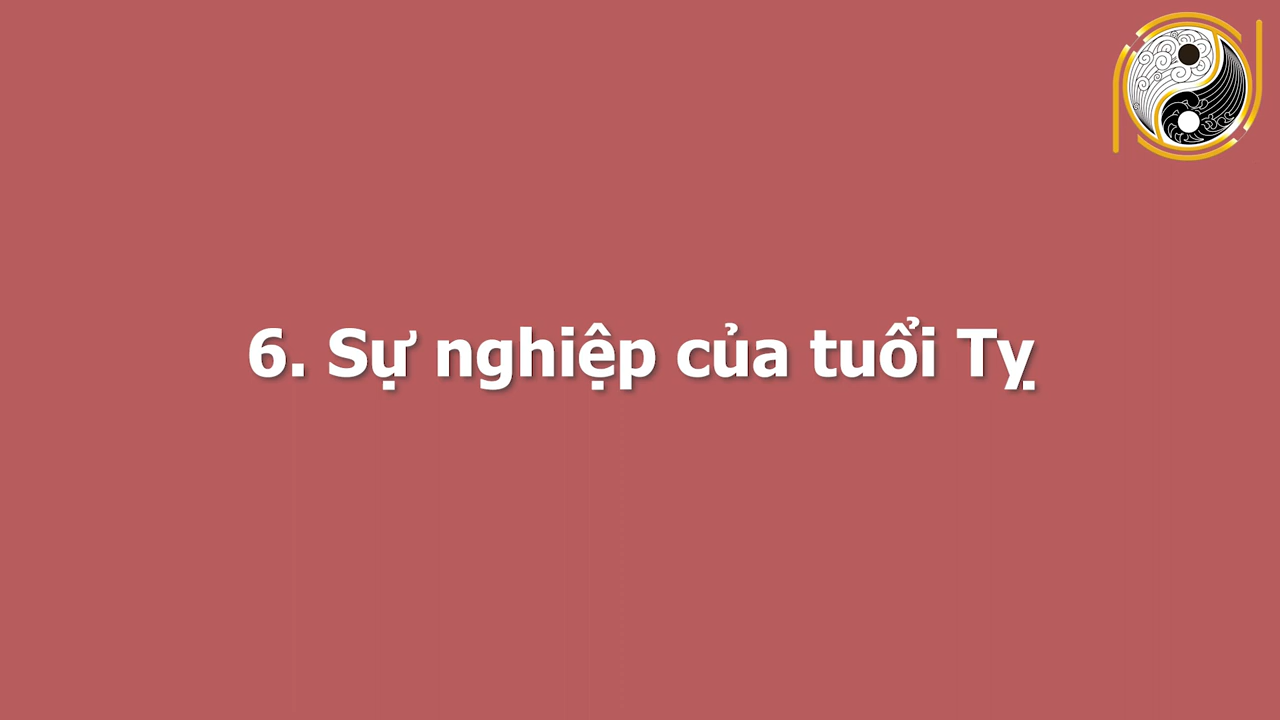 6. Sự nghiệp của tuổi Tỵ